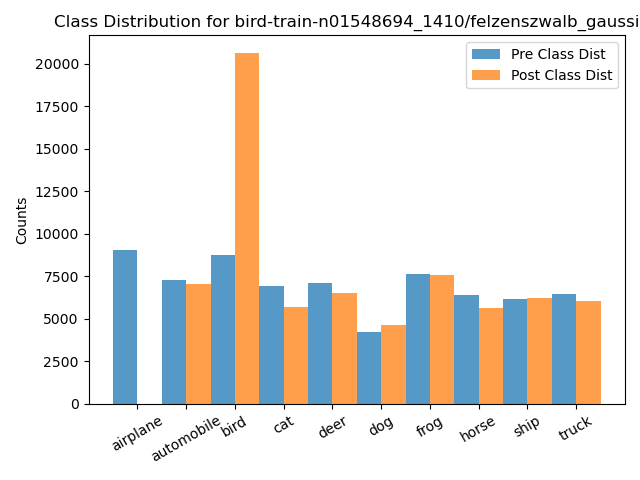 Class Distribution for bird-train-n01548694_1410/felzenszwalb_gaussi
Pre Class Dist
Post Class Dist
Counts
20000
17500
15000
12500
10000
7500
5000
2500
0
airplane
automobile
bird
cat
deer
dog
frog
horse
ship
truck